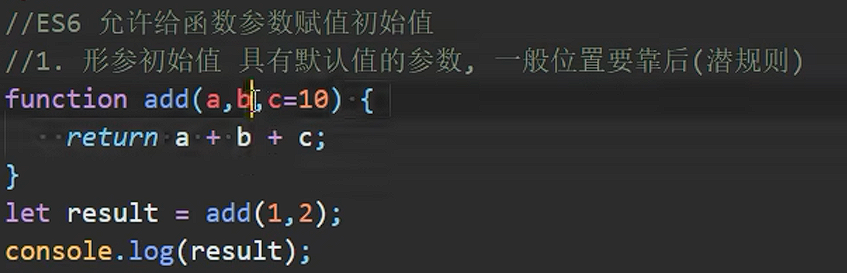 //ES6 允许给函数参数赋值初始值
//1. 形参初始值 具有默认值的参数, 一般位置要靠后(潜规则)
function add(a,b,c=10) {
  return a + b + c;
}
let result = add(1,2);
console.log(result);